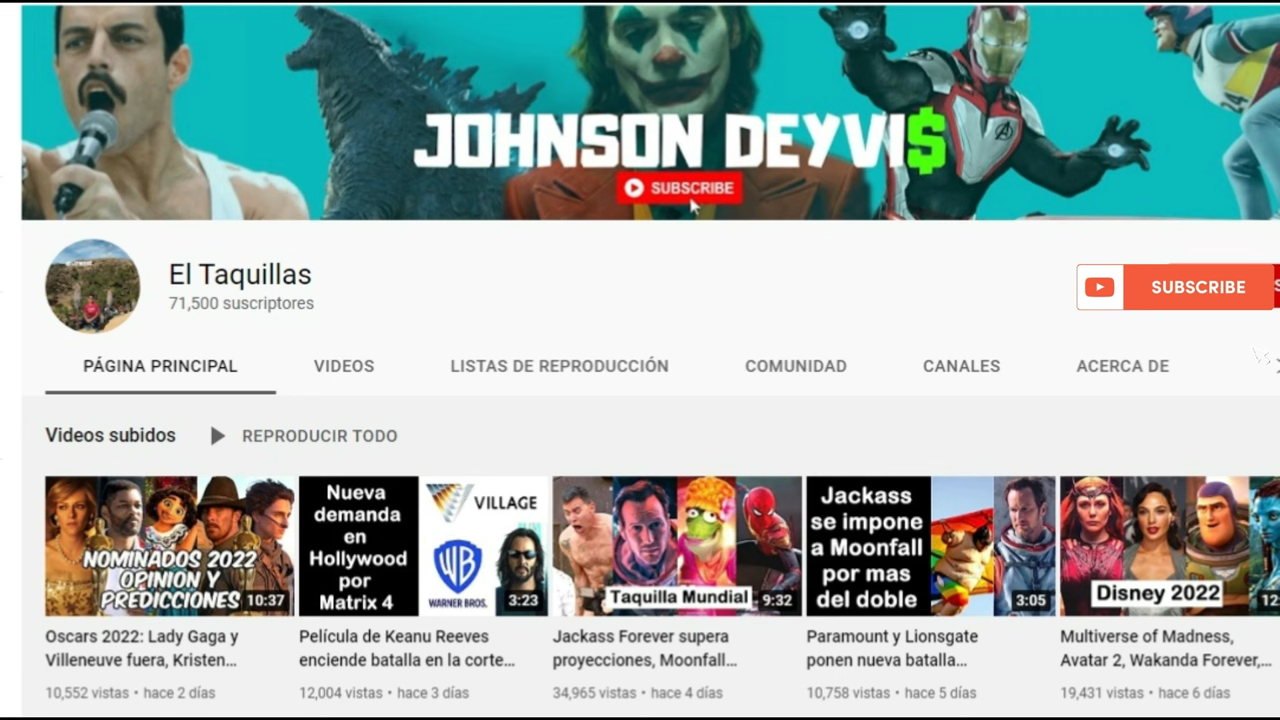 JOHNSON DEYVI$
SUBSCRIBE
El Taquillas
71,500 suscriptores
SUBSCRIBE
PÁGINA PRINCIPAL VIDEOS LISTAS DE REPRODUCCIÓN COMUNIDAD CANALES ACERCA DE
Videos subidos REPRODUCIR TODO
NOMINADOS 2022
OPINION Y
PREDICCIONES
10:37
Nueva
demanda
en
Hollywood
por
Matrix 4
VILLAGE
WB
WARNER BROS.
3:23
Taquilla Mundial
9:32
Jackass
se impone
a Moonfall
por mas
del doble
3:05
Disney 2022
12
Oscars 2022: Lady Gaga y
Villeneuve fuera, Kristen...
10,552 vistas • hace 2 días
Película de Keanu Reeves
enciende batalla en la corte...
12,004 vistas • hace 3 días
Jackass Forever supera
proyecciones, Moonfall...
34,965 vistas • hace 4 días
Paramount y Lionsgate
ponen nueva batalla...
10,758 vistas • hace 5 días
Multiverse of Madness,
Avatar 2, Wakanda Forever,...
19,431 vistas • hace 6 días